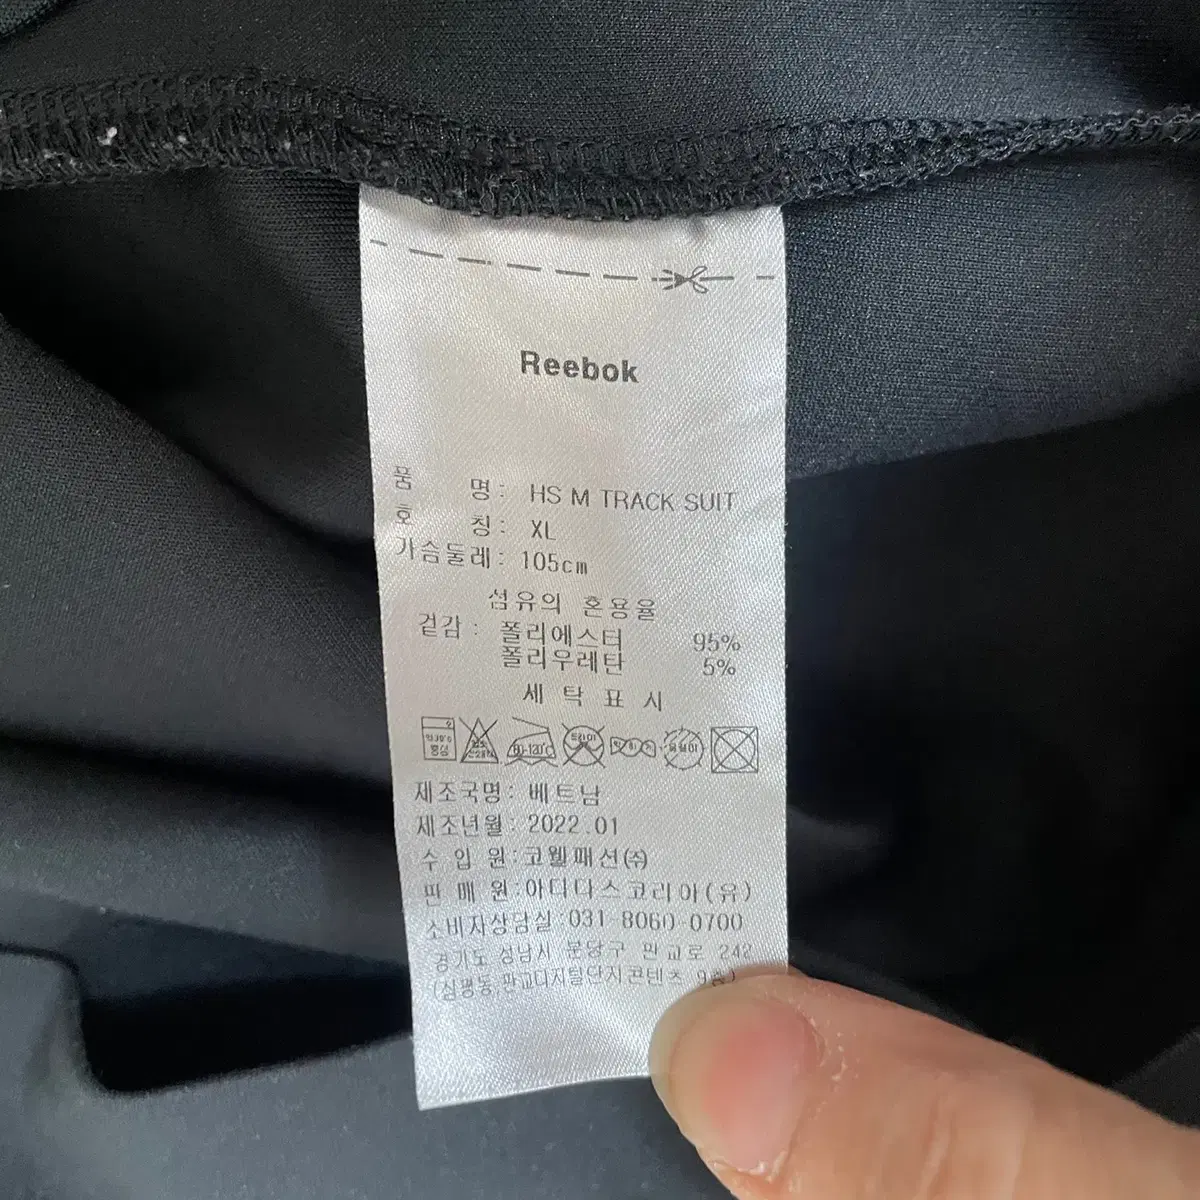 Reebok
품 명: HS M TRACK SUIT
호 칭: XL
가슴둘레: 105cm
섬유의 혼용율
겉감: 폴리에스터 95%
폴리우레탄 5%
세탁표시
80-120℃ 드라이
제조국명: 베트남
제조년월: 2022.01
수 입 원:코웰패션(주)
판 매 원:아디다스코리아(유)
소비자상담실:031-8060-0700
경기도 성남시 분당구 판교로 242
(삼평동,판교디지털단지콘텐츠 9층)